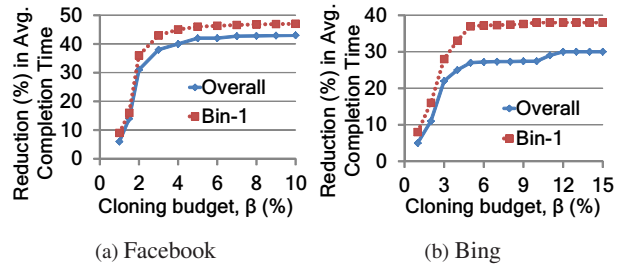 Reduction (%) in Avg.
Completion Time
50
40
30
20
10
0
0 2 4 6 8 10
Overall
Bin-1
Cloning budget, β (%)
(a) Facebook
Reduction (%) in Avg.
Completion Time
40
30
20
10
0
0 3 6 9 12 15
Overall
Bin-1
Cloning budget, β (%)
(b) Bing